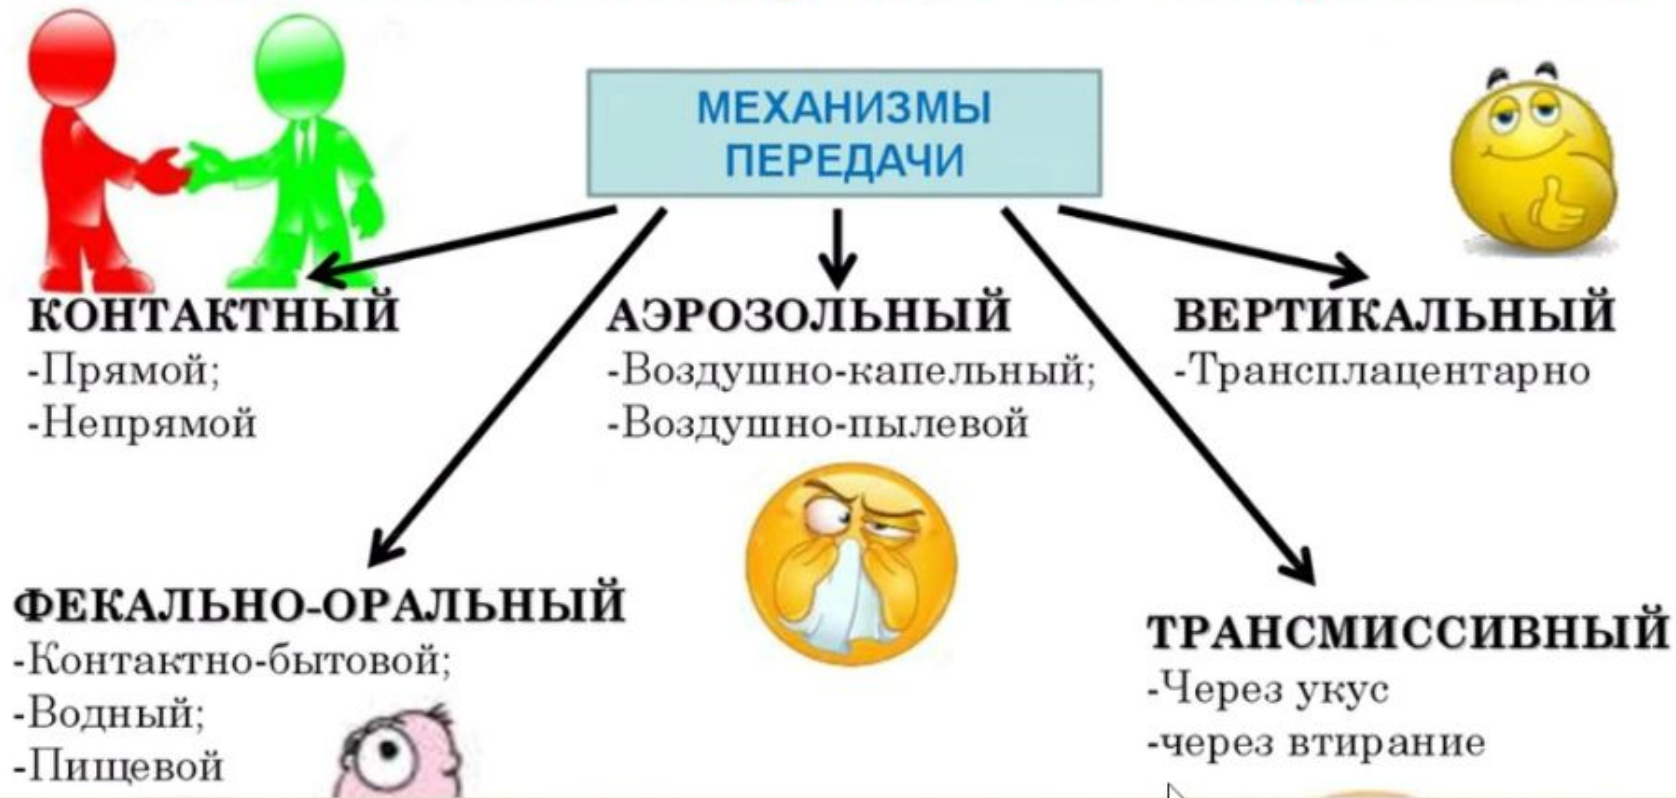 МЕХАНИЗМЫ
ПЕРЕДАЧИ
КОНТАКТНЫЙ
-Прямой;
-Непрямой
АЭРОЗОЛЬНЫЙ
-Воздушно-капельный;
-Воздушно-пылевой
ВЕРТИКАЛЬНЫЙ
-Трансплацентарно
ФЕКАЛЬНО-ОРАЛЬНЫЙ
-Контактно-бытовой;
-Водный;
-Пищевой
ТРАНСМИССИВНЫЙ
-Через укус
-через втирание